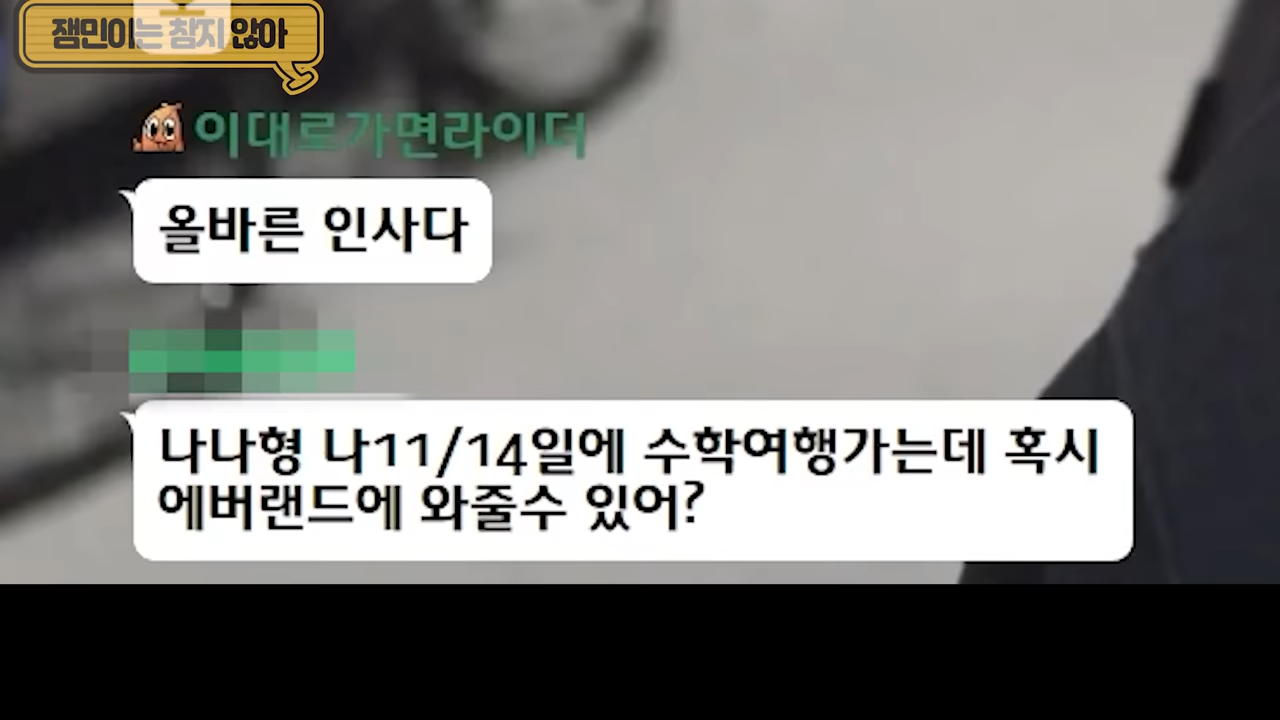 잼민이는 참지 않아
이대로가면라이더
올바른 인사다
나나형 나11/14일에 수학여행가는데 혹시
에버랜드에 와줄수 있어?